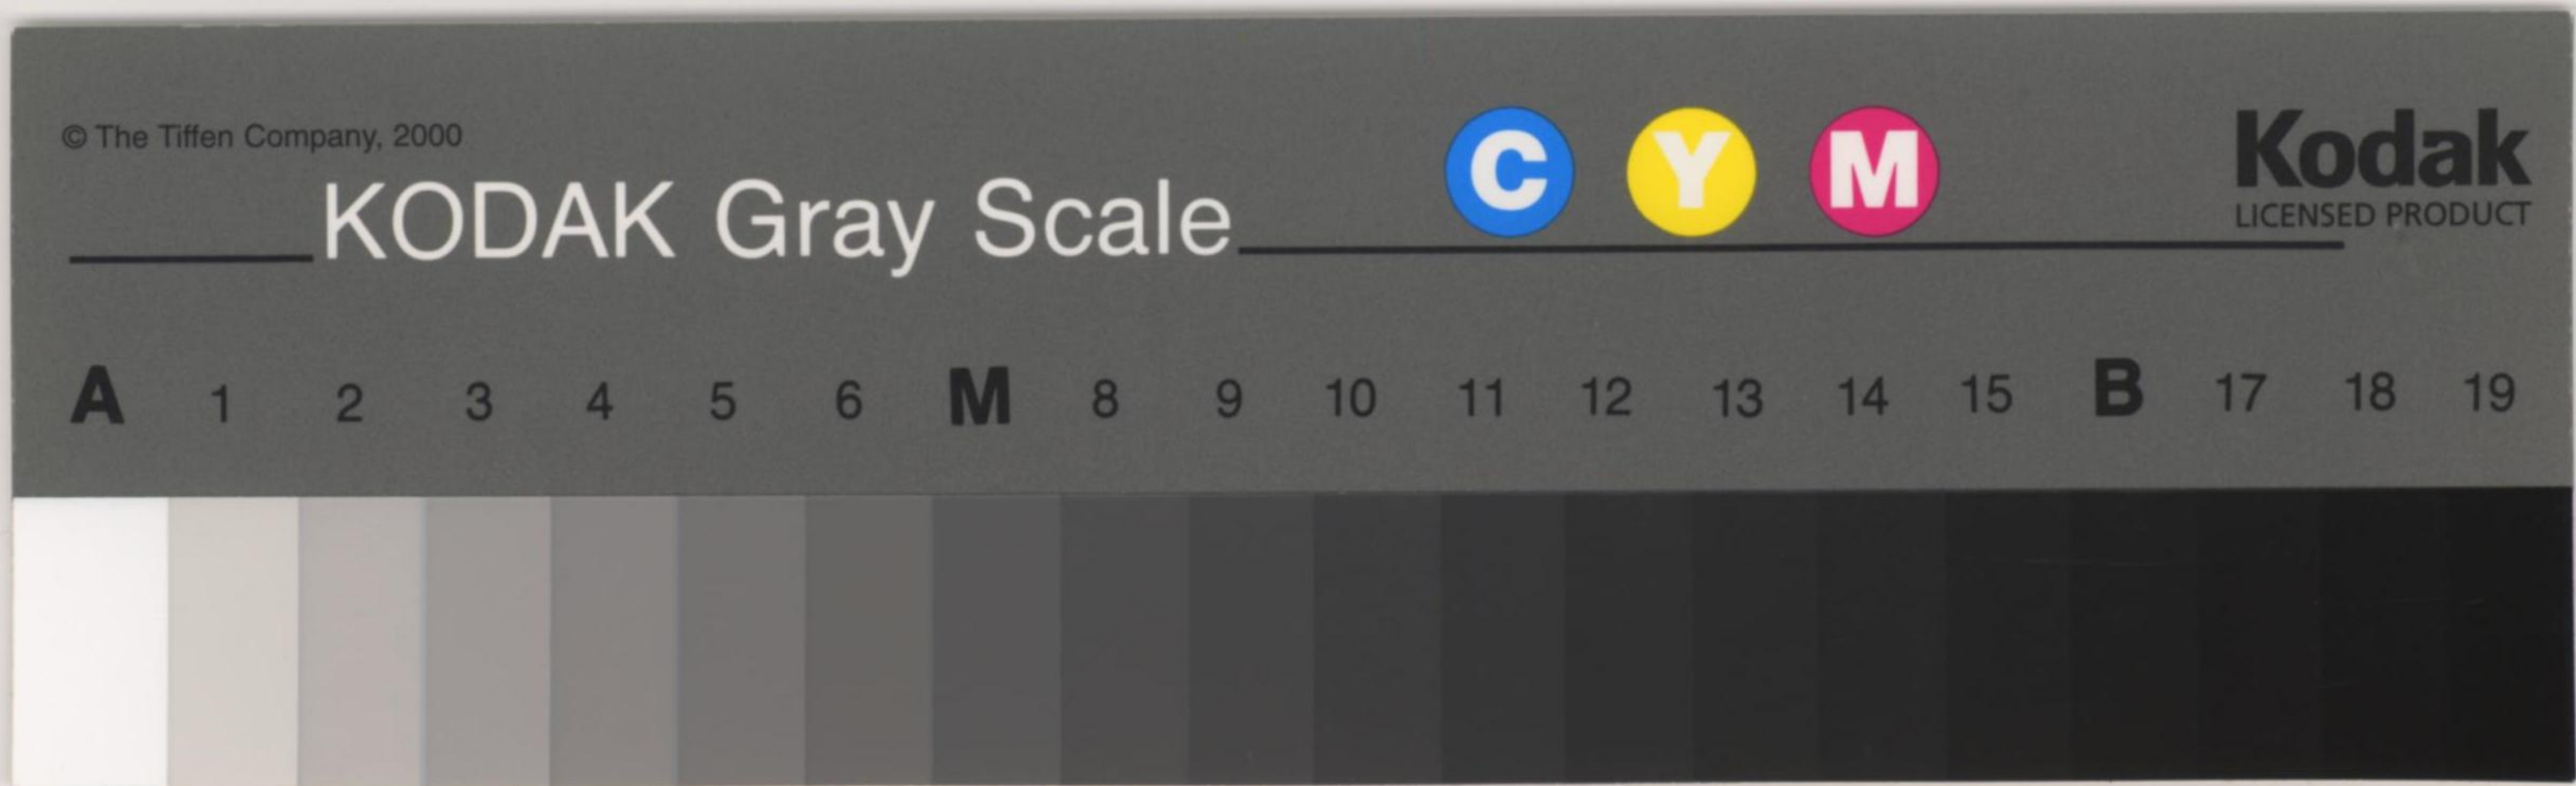 © The Tiffen Company, 2000
KODAK Gray Scale
C Y M
Kodak
LICENSED PRODUCT
A 1 2 3 4 5 6 M 8 9 10 11 12 13 14 15 B 17 18 19